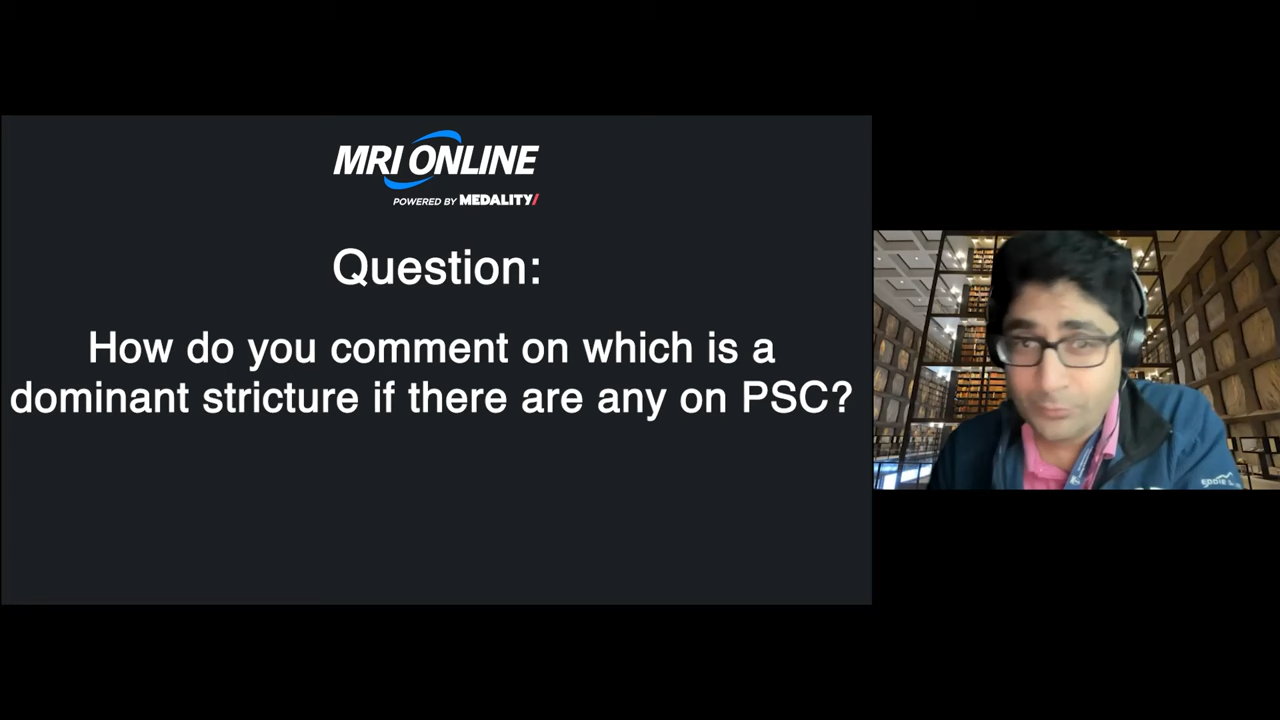 MRI ONLINE
POWERED BY MEDALITY/
Question:
How do you comment on which is a
dominant stricture if there are any on PSC?
EDDIE